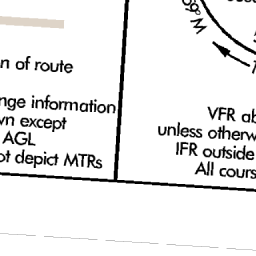 n of route
nge information
wn except
AGL
ot depict MTRs
VFR ab
unless otherw
IFR outside
All cours